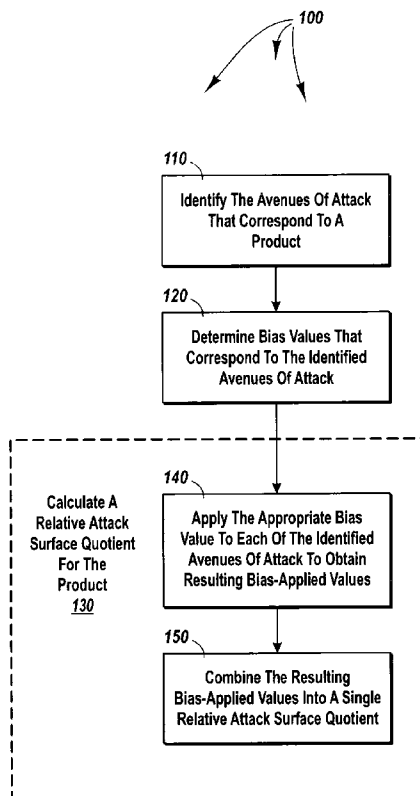 100
110
Identify The Avenues Of Attack
That Correspond To A
Product
120
Determine Bias Values That
Correspond To The Identified
Avenues Of Attack
Calculate A
Relative Attack
Surface Quotient
For The
Product
130
140
Apply The Appropriate Bias
Value To Each Of The Identified
Avenues Of Attack To Obtain
Resulting Bias-Applied Values
150
Combine The Resulting
Bias-Applied Values Into A Single
Relative Attack Surface Quotient